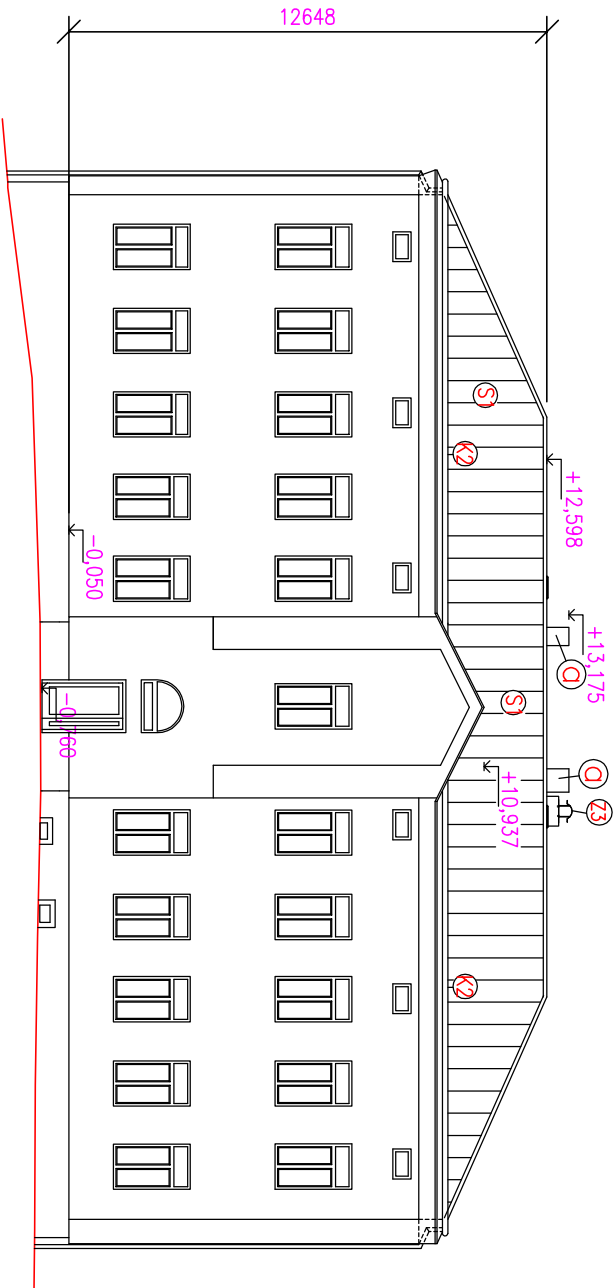 12648
S1
K2
+12,598
-0,050
+13,175
a
S1
-0,760
a
Z3
+10,937
K2